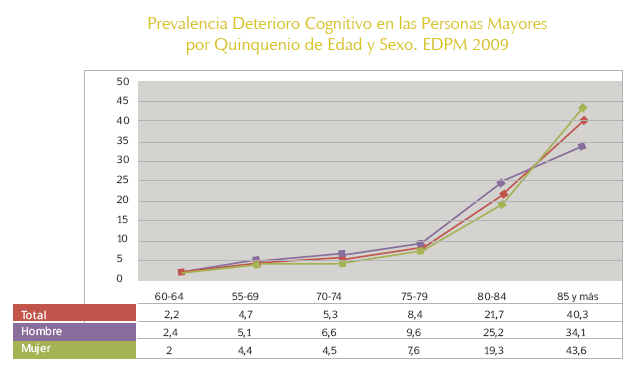 Prevalencia Deterioro Cognitivo en las Personas Mayores
por Quinquenio de Edad y Sexo. EDPM 2009
50
45
40
35
30
25
20
15
10
5
0
60-64 55-69 70-74 75-79 80-84 85 y más
Total 2,2 4,7 5,3 8,4 21,7 40,3
Hombre 2,4 5,1 6,6 9,6 25,2 34,1
Mujer 2 4,4 4,5 7,6 19,3 43,6